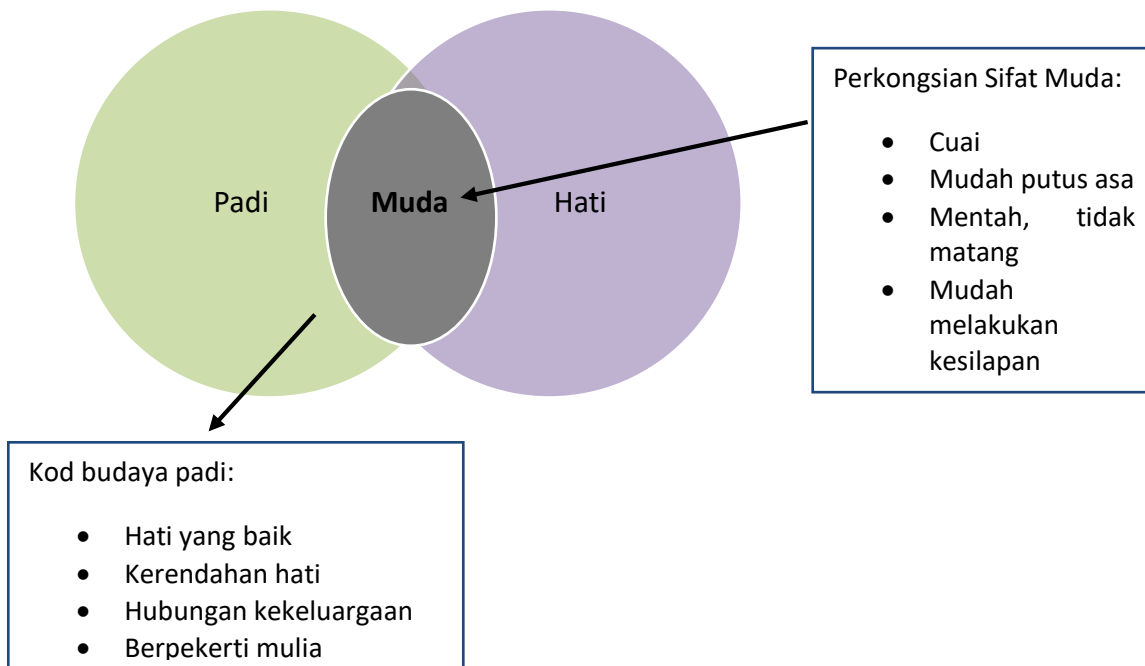 Padi
Muda
Hati
Perkongsian Sifat Muda:
• Cuai
• Mudah putus asa
• Mentah, tidak
matang
• Mudah
melakukan
kesilapan
Kod budaya padi:
• Hati yang baik
• Kerendahan hati
• Hubungan kekeluargaan
• Berpekerti mulia